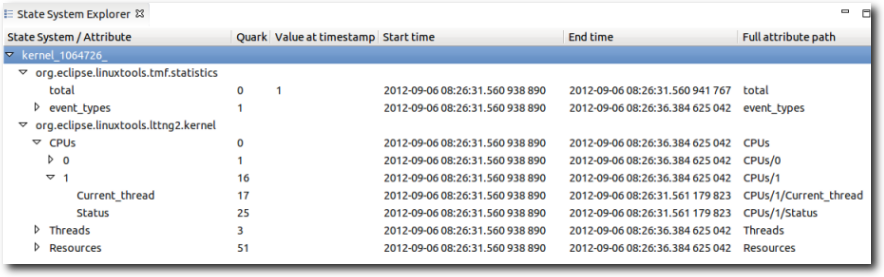 State System Explorer
State System / Attribute Quark Value at timestamp Start time End time Full attribute path
kernel_1064726_
org.eclipse.linuxtools.tmf.statistics
total 0 1 2012-09-06 08:26:31.560 938 890 2012-09-06 08:26:31.560 941 767 total
event_types 1 2012-09-06 08:26:31.560 938 890 2012-09-06 08:26:36.384 625 042 event_types
org.eclipse.linuxtools.lttng2.kernel
CPUs 0 2012-09-06 08:26:31.560 938 890 2012-09-06 08:26:36.384 625 042 CPUs
0 1 2012-09-06 08:26:31.560 938 890 2012-09-06 08:26:36.384 625 042 CPUs/0
1 16 2012-09-06 08:26:31.560 938 890 2012-09-06 08:26:36.384 625 042 CPUs/1
Current_thread 17 2012-09-06 08:26:31.560 938 890 2012-09-06 08:26:31.561 179 823 CPUs/1/Current_thread
Status 25 2012-09-06 08:26:31.560 938 890 2012-09-06 08:26:31.561 179 823 CPUs/1/Status
Threads 3 2012-09-06 08:26:31.560 938 890 2012-09-06 08:26:36.384 625 042 Threads
Resources 51 2012-09-06 08:26:31.560 938 890 2012-09-06 08:26:36.384 625 042 Resources